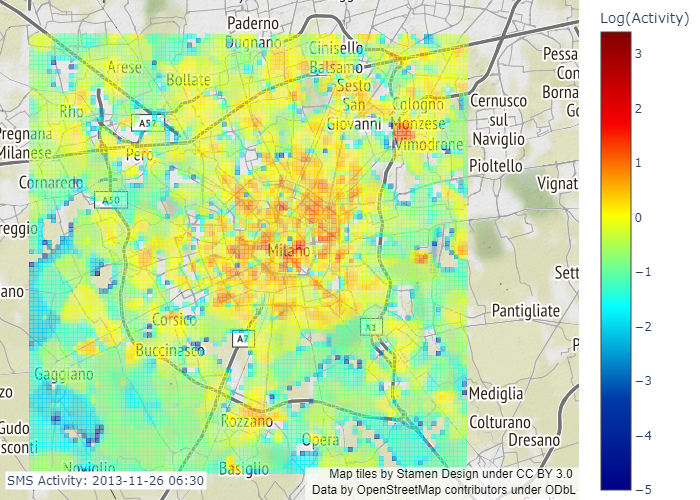 Log(Activity)
3
2
1
0
−1
−2
−3
−4
−5
Paderno
Dugnano
Cinisello
Balsamo
Arese
Bollate
Sesto
San
Giovanni
Rho
A52
Cologno
Monzese
Vimodrone
Cernusco
sul
Naviglio
Pioltello
Pessa
Con
Borna
Go
Pregnana
Milanese
Pero
Cornaredo
A50
Vignat
reggio
Milano
ano
Sett
Pantigliate
Corsico
A7
A1
Buccinasco
P
Gaggiano
zo
Mediglia
Gudo
sconti
Rozzano
Colturano
Opera
Dresano
Noviglio
Basiglio
SMS Activity: 2013-11-26 06:30
Map tiles by Stamen Design under CC BY 3.0
Data by OpenStreetMap contributors under ODbL